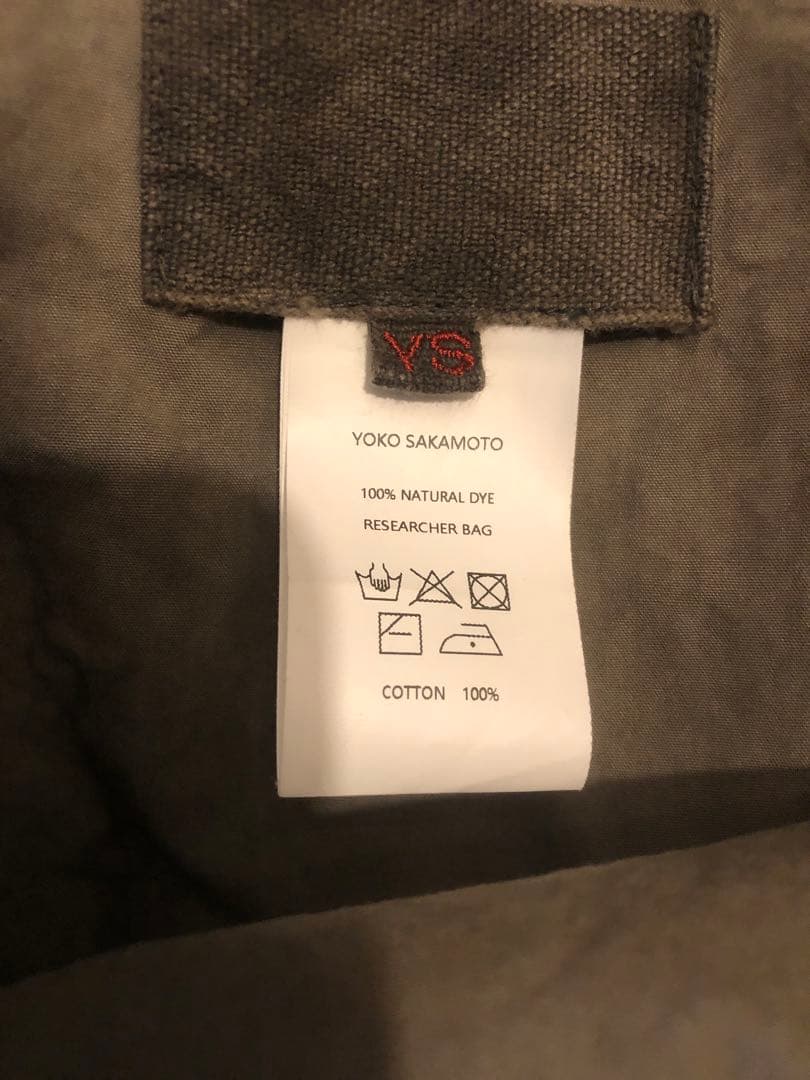 YS
YOKO SAKAMOTO
100% NATURAL DYE
RESEARCHER BAG
COTTON 100%